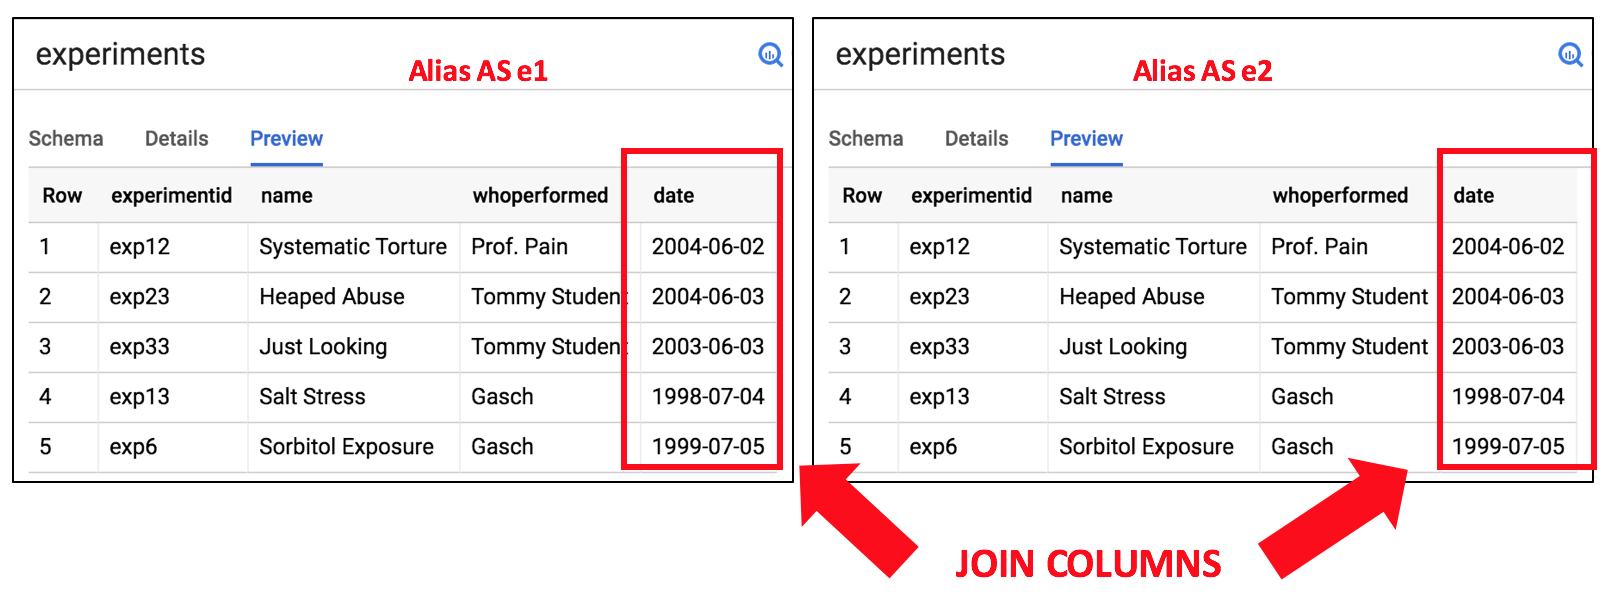 experiments
Alias AS e1
Schema Details Preview
Row experimentid name whoperformed date
1 exp12 Systematic Torture Prof. Pain 2004-06-02
2 exp23 Heaped Abuse Tommy Student 2004-06-03
3 exp33 Just Looking Tommy Student 2003-06-03
4 exp13 Salt Stress Gasch 1998-07-04
5 exp6 Sorbitol Exposure Gasch 1999-07-05
experiments
Alias AS e2
Schema Details Preview
Row experimentid name whoperformed date
1 exp12 Systematic Torture Prof. Pain 2004-06-02
2 exp23 Heaped Abuse Tommy Student 2004-06-03
3 exp33 Just Looking Tommy Student 2003-06-03
4 exp13 Salt Stress Gasch 1998-07-04
5 exp6 Sorbitol Exposure Gasch 1999-07-05
JOIN COLUMNS